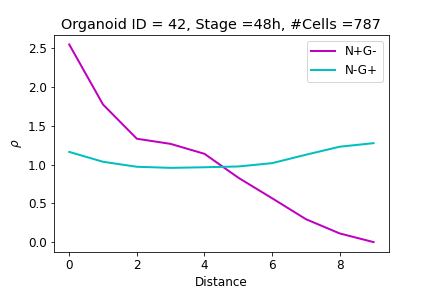 Organoid ID = 42, Stage =48h, #Cells =787
N+G-
N-G+
2.5
2.0
1.5
1.0
0.5
0.0
ρ
0 2 4 6 8
Distance